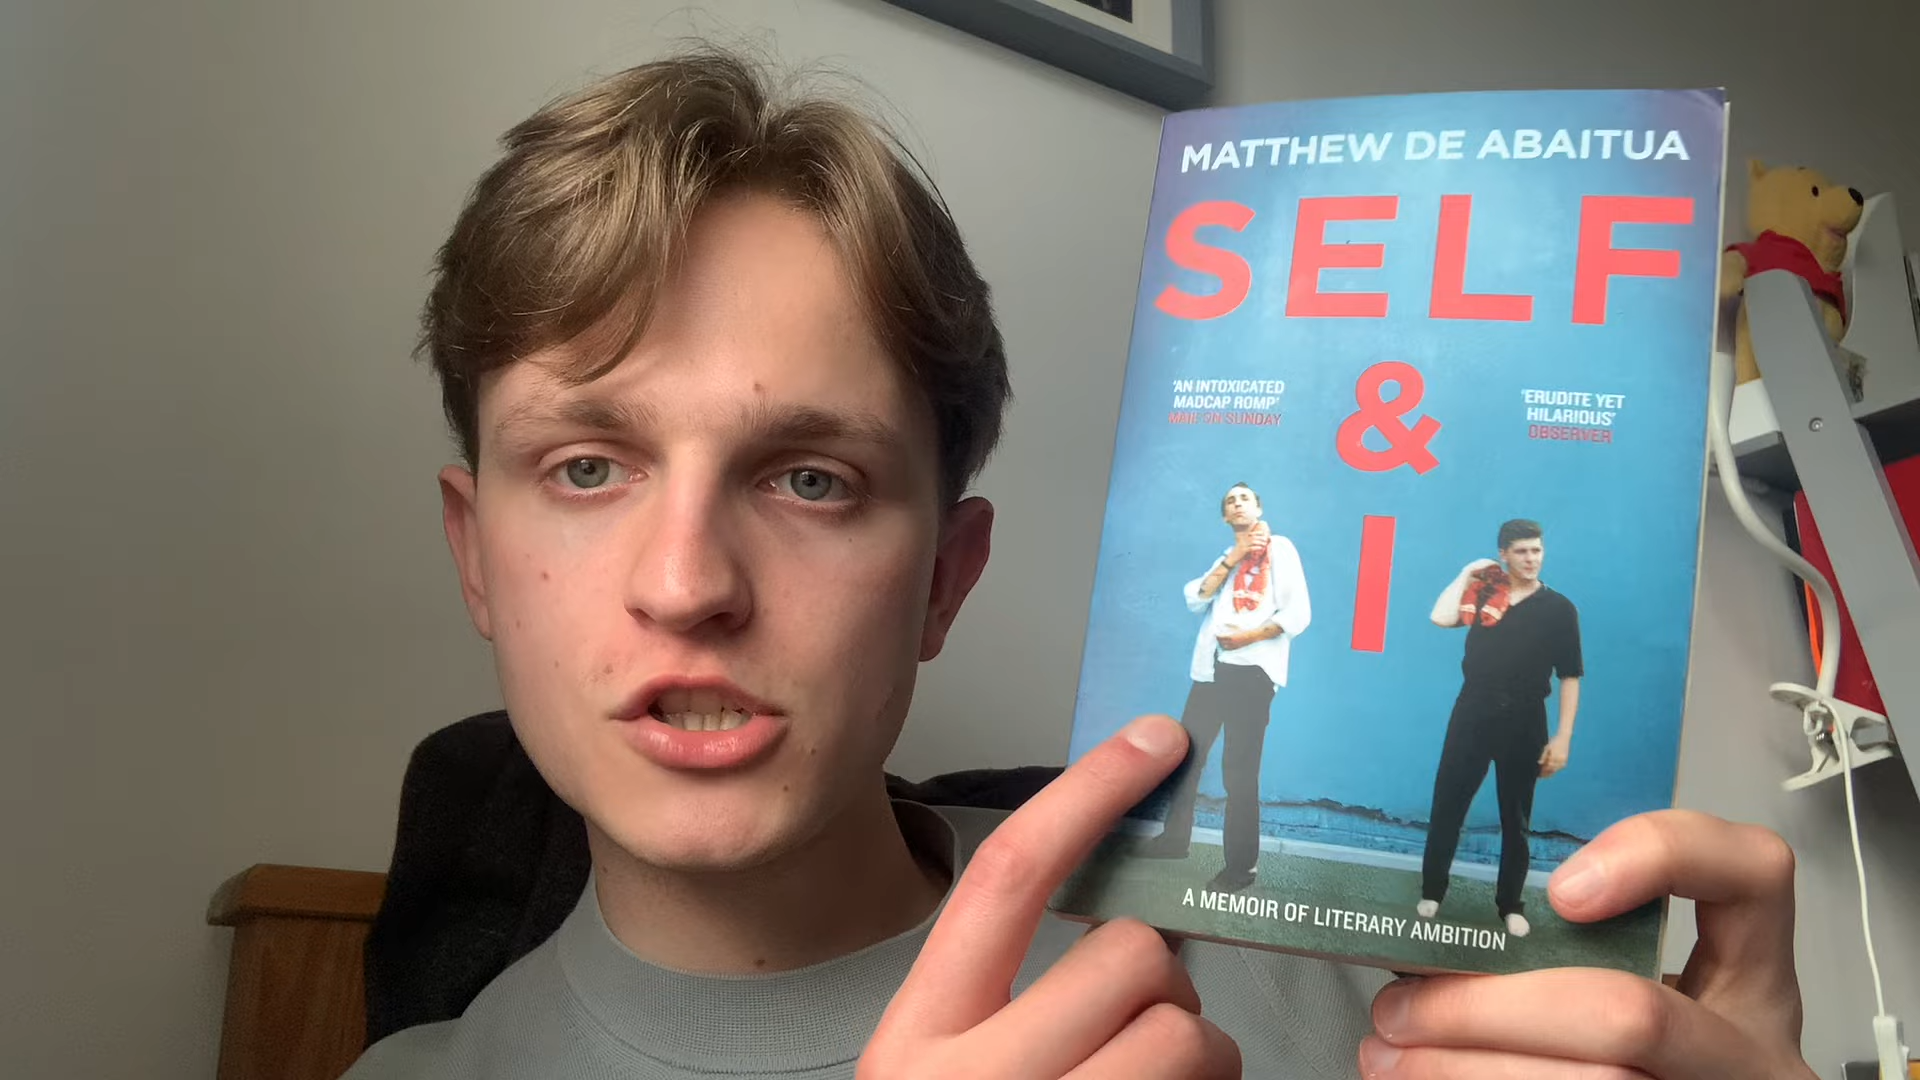 MATTHEW DE ABAITUA
SELF
&
I
'AN INTOXICATED
MADCAP ROMP'
MAIL ON SUNDAY
'ERUDITE YET
HILARIOUS'
OBSERVER
A MEMOIR OF LITERARY AMBITION